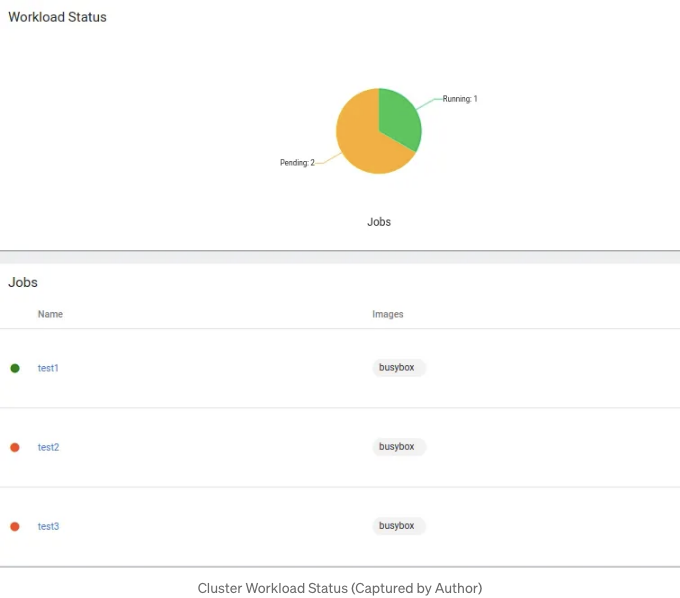 Workload Status
Running: 1
Pending: 2
Jobs
Jobs
Name Images
test1 busybox
test2 busybox
test3 busybox
Cluster Workload Status (Captured by Author)